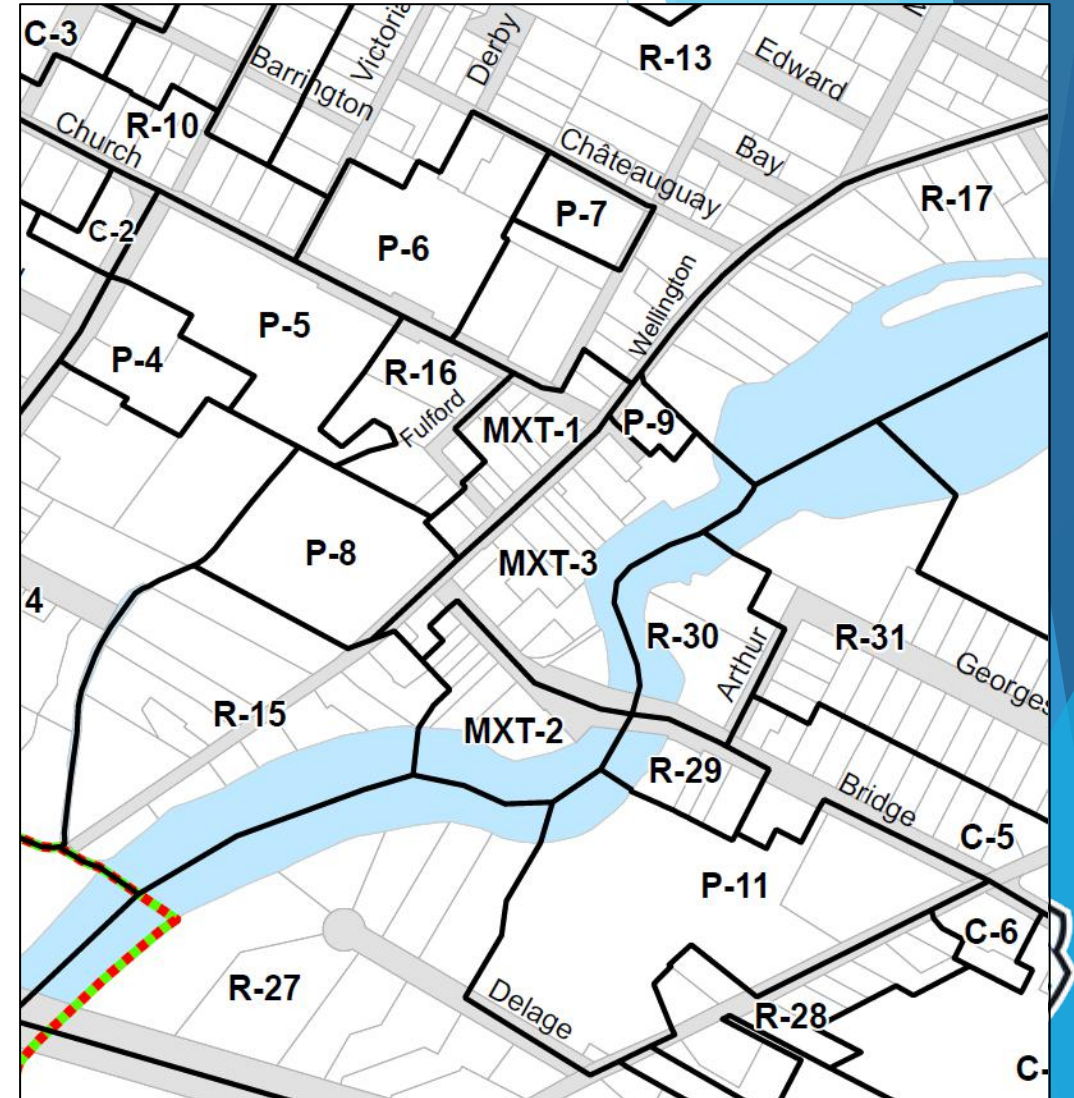 C-3
Barrington
Victoria
Derby
R-13
Edward
Church
R-10
Châteauguay
Bay
R-17
C-2
P-7
P-6
Wellington
P-5
P-4
R-16
Fulford
MXT-1
P-9
P-8
MXT-3
4
R-30
Arthur
R-31
Georges
R-15
MXT-2
R-29
Bridge
C-5
P-11
C-6
R-27
Delage
R-28
C-